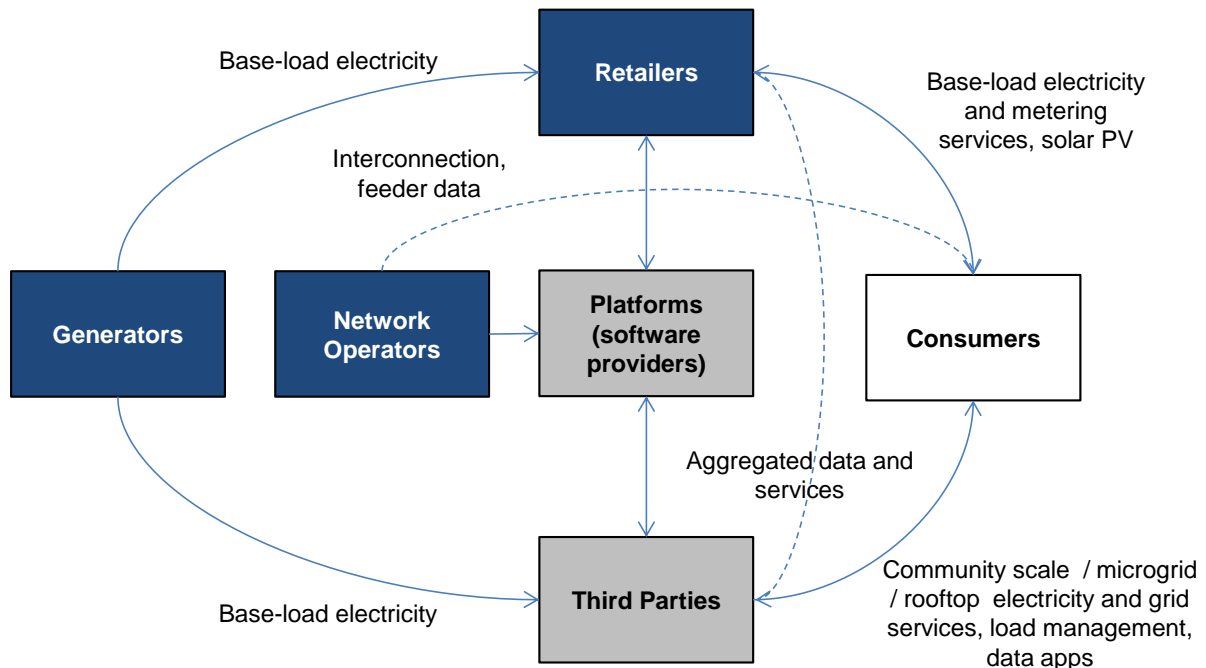 Base-load electricity
Retailers
Base-load electricity
and metering
services, solar PV
Interconnection,
feeder data
Generators
Network
Operators
Platforms
(software
providers)
Consumers
Aggregated data and
services
Base-load electricity
Third Parties
Community scale / microgrid
/ rooftop electricity and grid
services, load management,
data apps